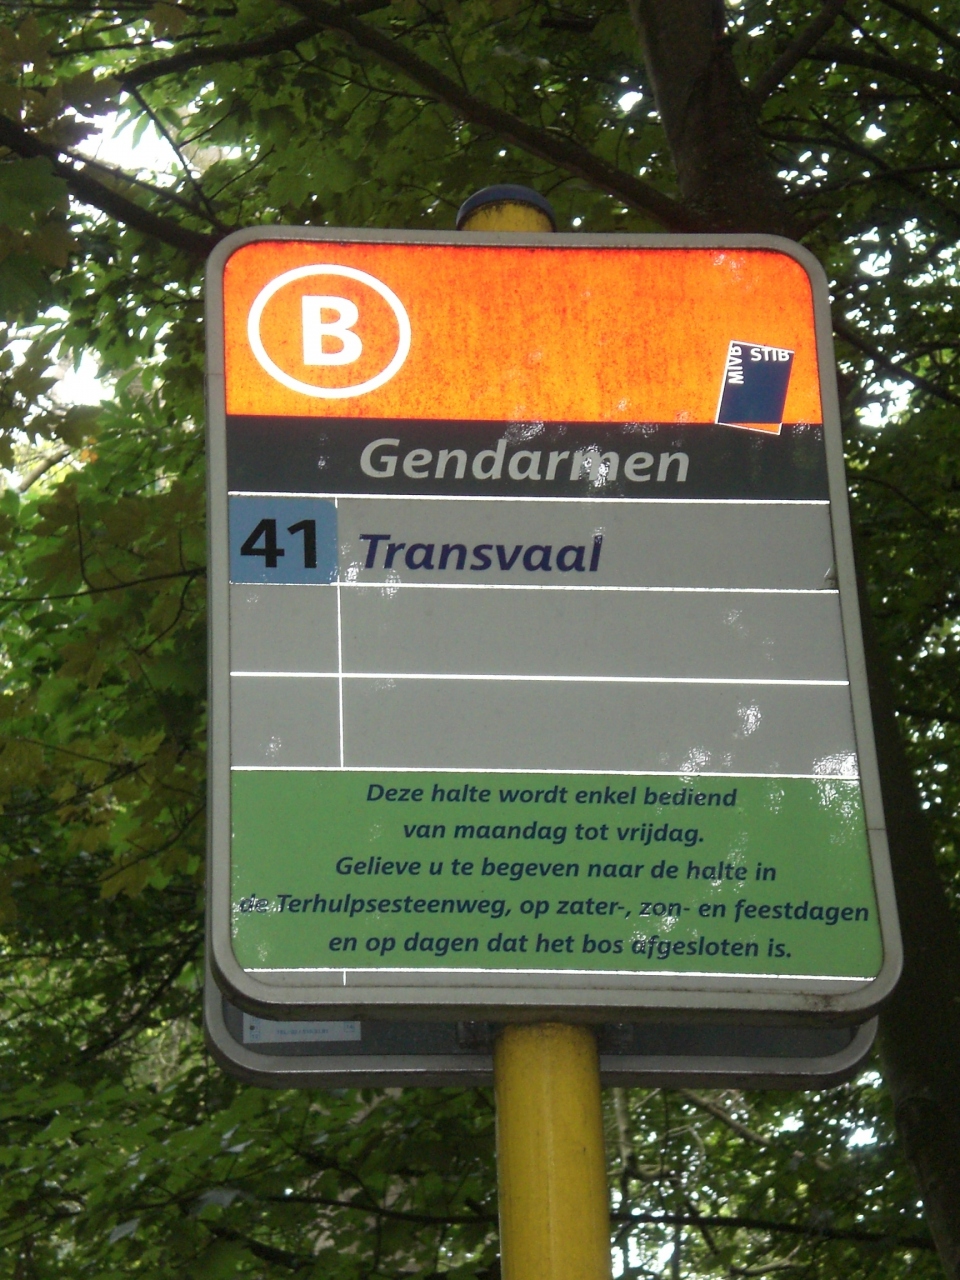 B
MIVB STIB
Gendarmen
41 Transvaal
Deze halte wordt enkel bediend
van maandag tot vrijdag.
Gelieve u te begeven naar de halte in
de Terhulpsesteenweg, op zater-, zon- en feestdagen
en op dagen dat het bos afgesloten is.